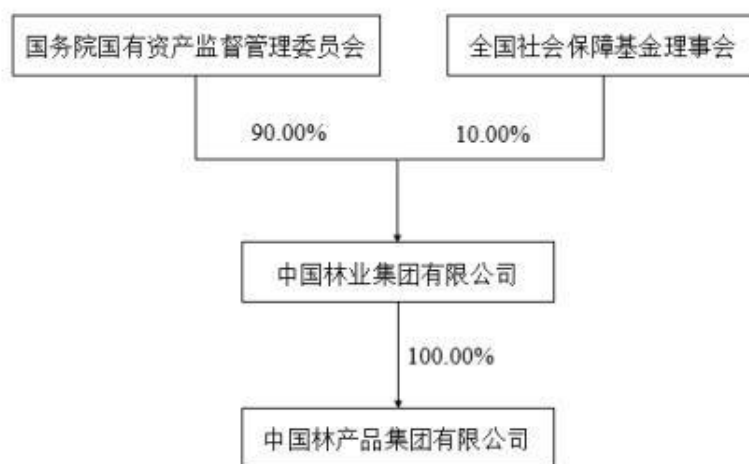 国务院国有资产监督管理委员会
全国社会保障基金理事会
90.00%
10.00%
中国林业集团有限公司
100.00%
中国林产品集团有限公司